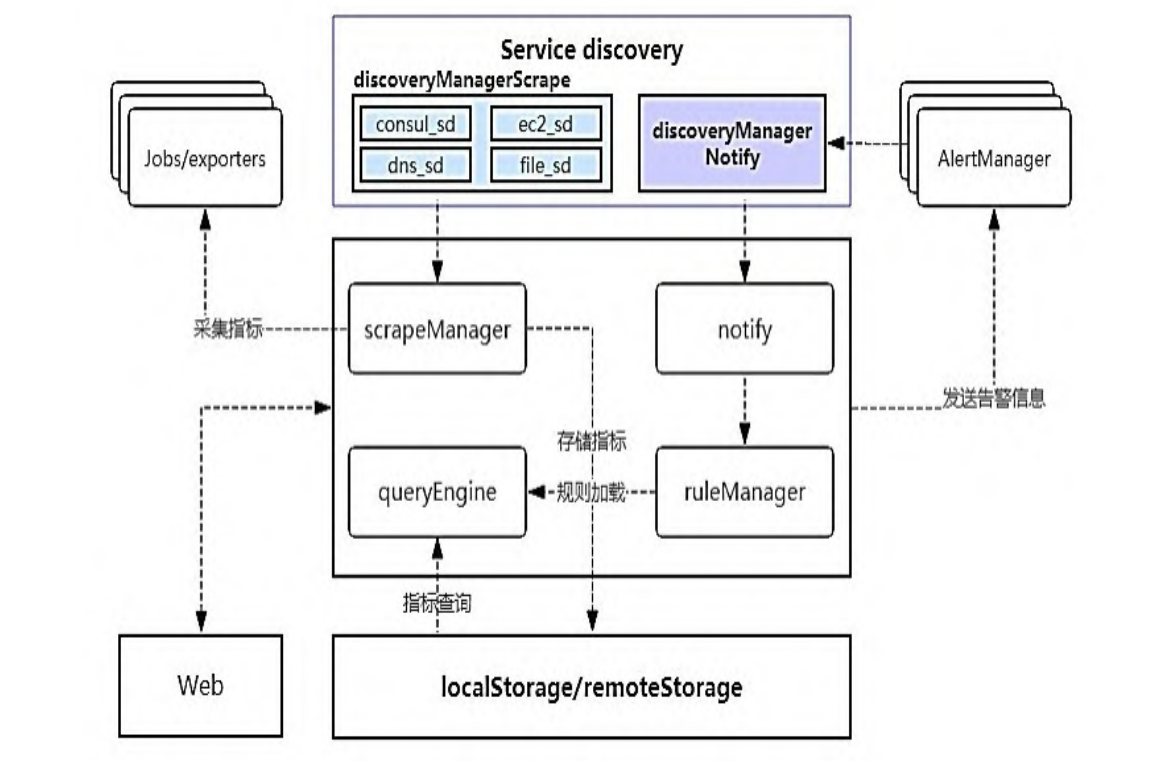 Service discovery
discoveryManagerScrape
consul_sd
ec2_sd
dns_sd
file_sd
discoveryManager
Notify
Jobs/exporters
AlertManager
采集指标
scrapeManager
notify
发送告警信息
存储指标
queryEngine
规则加载
ruleManager
指标查询
Web
localStorage/remoteStorage